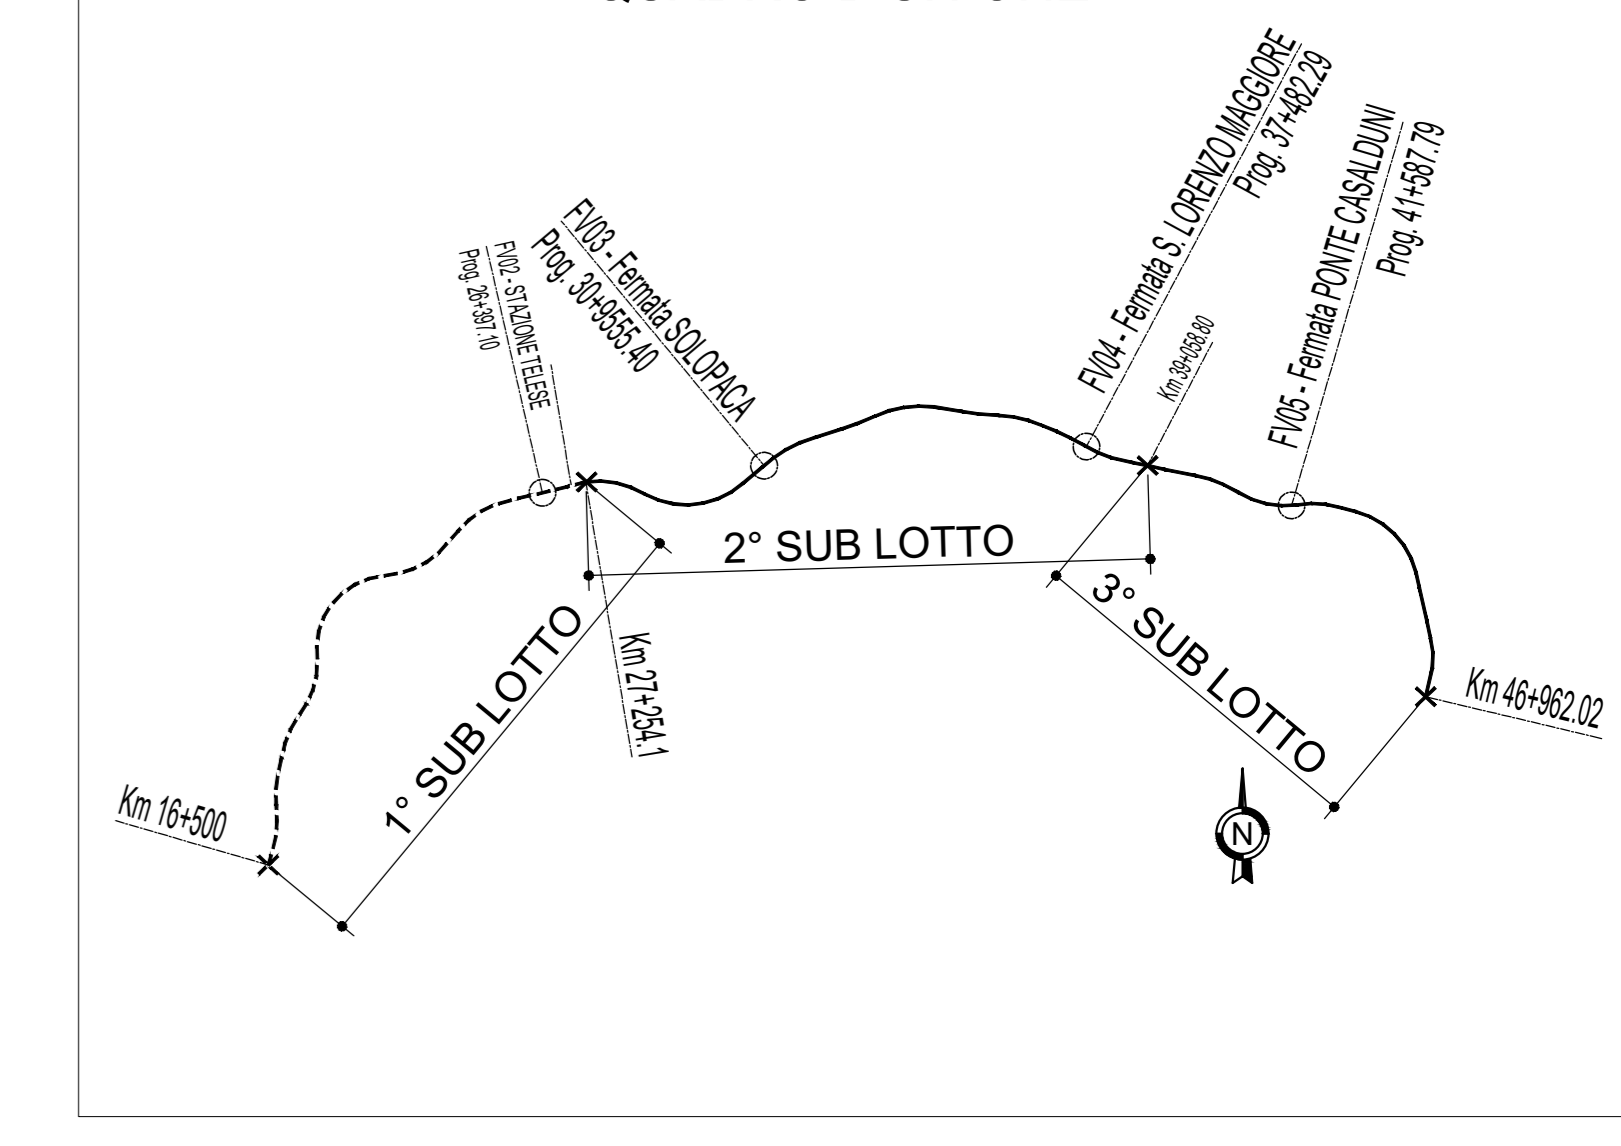 FV02 - STAZIONE TELESE
Prog. 26+397.10
FV03 - Fermata SOLOPACA
Prog. 30+9555.40
FV04 - Fermata S. LORENZO MAGGIORE
Prog. 37+482.29
Km 39+058.80
FV05 - Fermata PONTE CASALDUNI
Prog. 41+587.79
2° SUB LOTTO
1° SUB LOTTO
Km 27+254.1
3° SUB LOTTO
Km 46+962.02
Km 16+500
N